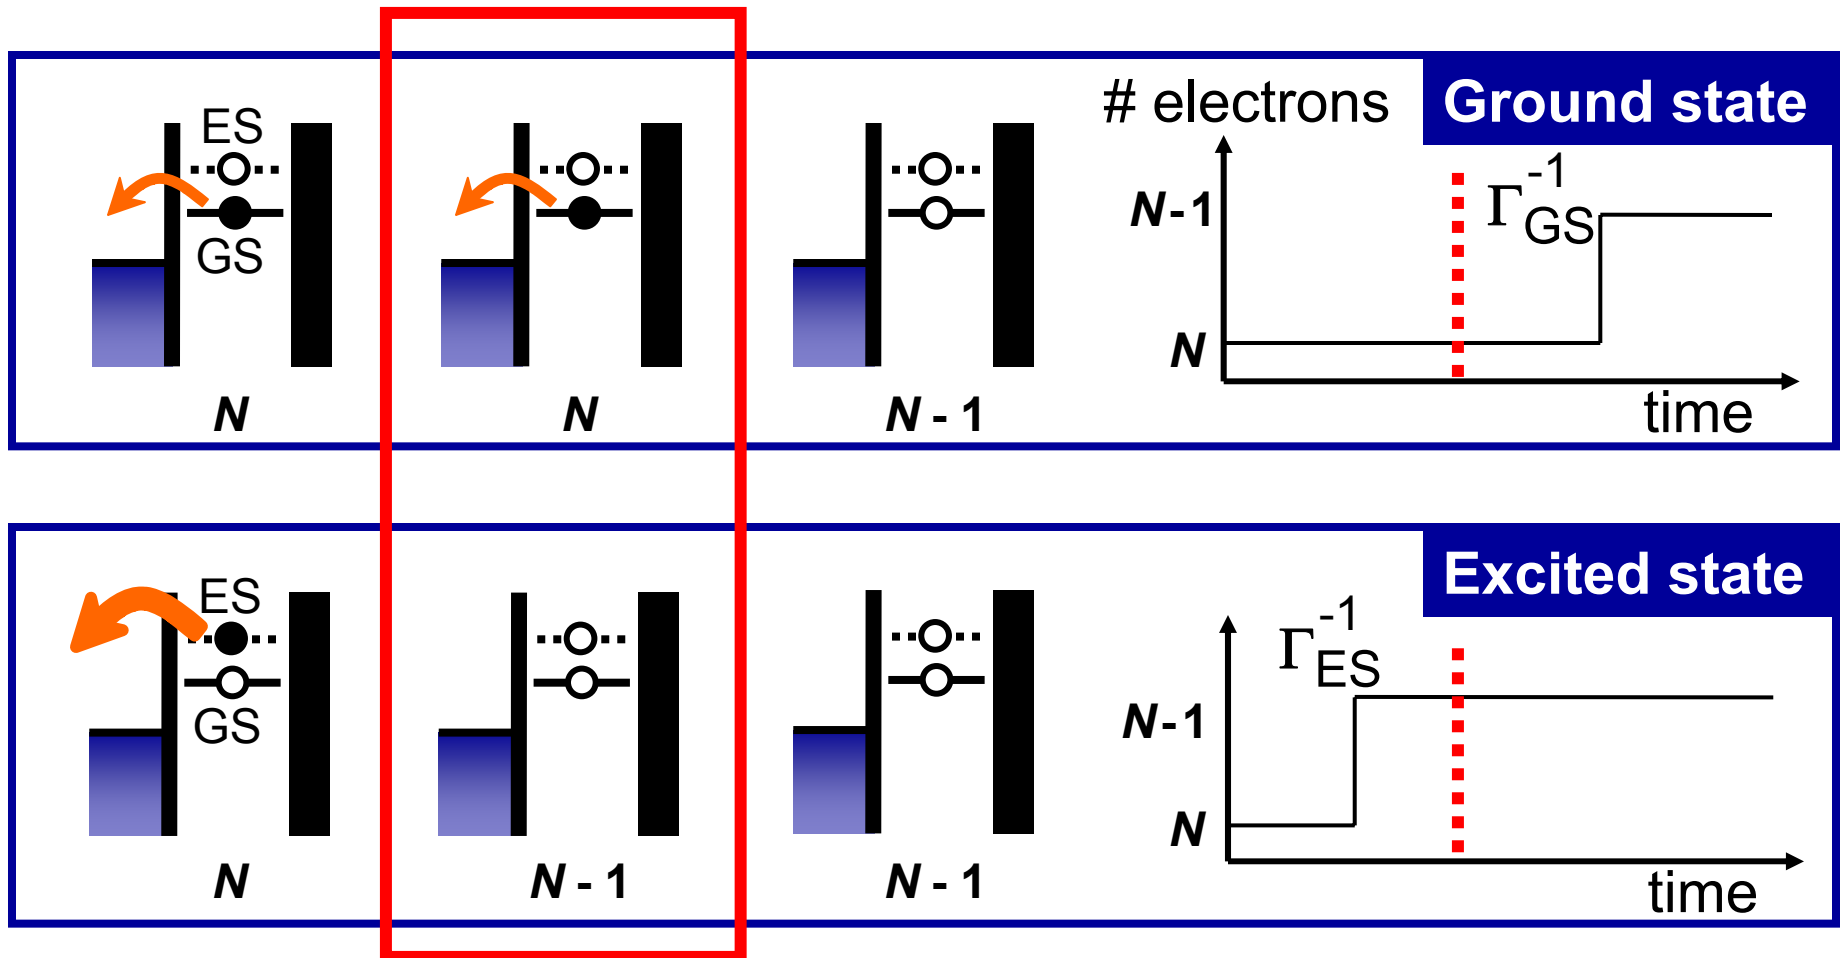 Ground state
# electrons
ES
GS
N
N
N - 1
N-1
N
Γ-1GS
time
Excited state
ES
GS
N
N - 1
N - 1
N-1
N
Γ-1ES
time